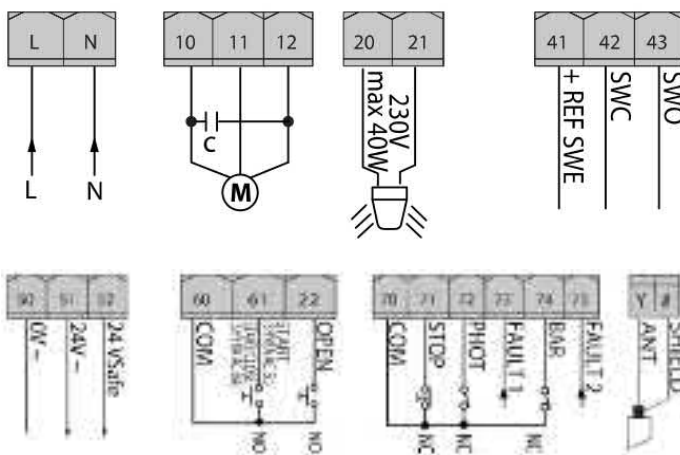 L N
10 11 12
20 21
41 42 43
C
M
230V
max 40W
+ REF SWE
SWC
SWO
L N
50 51 52
0V ~
24V ~
24 VSafe
60 61 22
COM
START
OPEN
NO
NO
70 71 72 73 74 75
COM
STOP
PHOT
FAULT 1
BAR
FAULT 2
NC
NC
NC
Y #
ANT
SHIELD